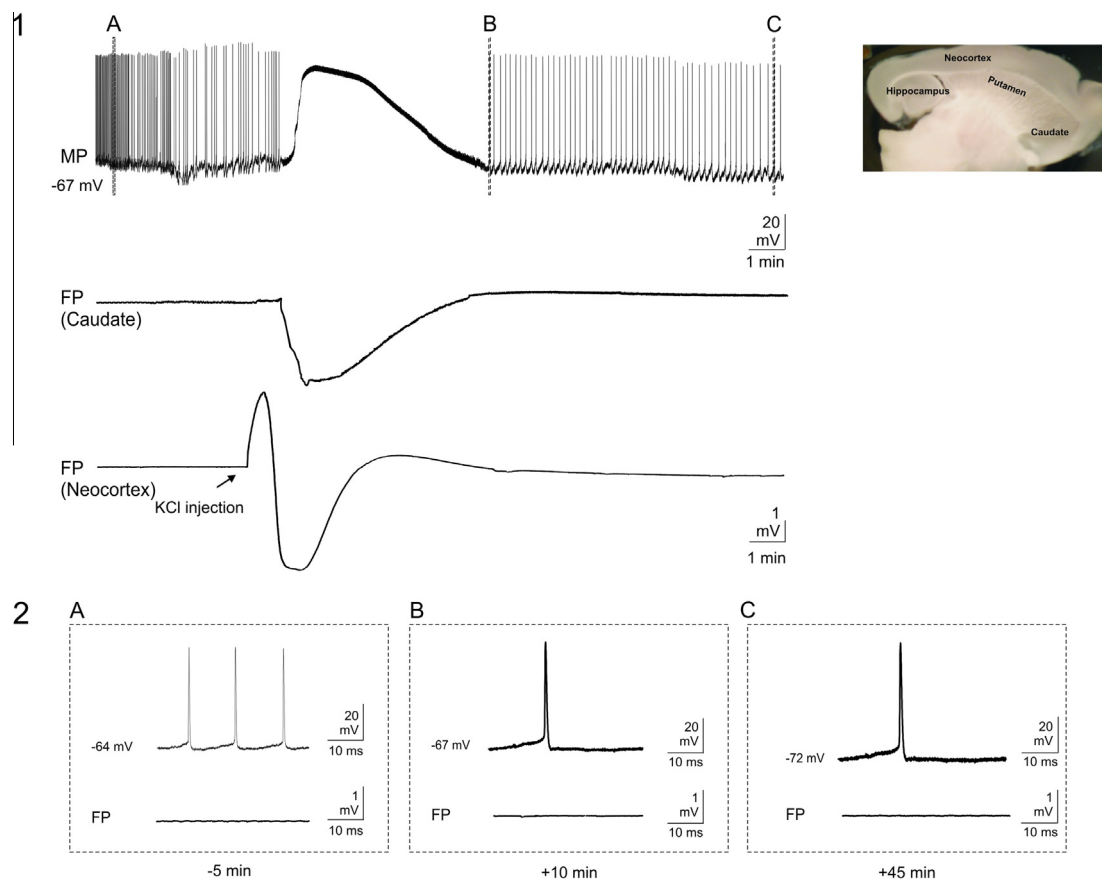 1
A
B
C
MP
-67 mV
20
mV
1 min
Neocortex
Hippocampus
Putamen
Caudate
FP
(Caudate)
FP
(Neocortex)
KCl injection
1
mV
1 min
2
A
B
C
-64 mV
20
mV
10 ms
FP
1
mV
10 ms
-67 mV
20
mV
10 ms
FP
1
mV
10 ms
-72 mV
20
mV
10 ms
FP
1
mV
10 ms
-5 min
+10 min
+45 min